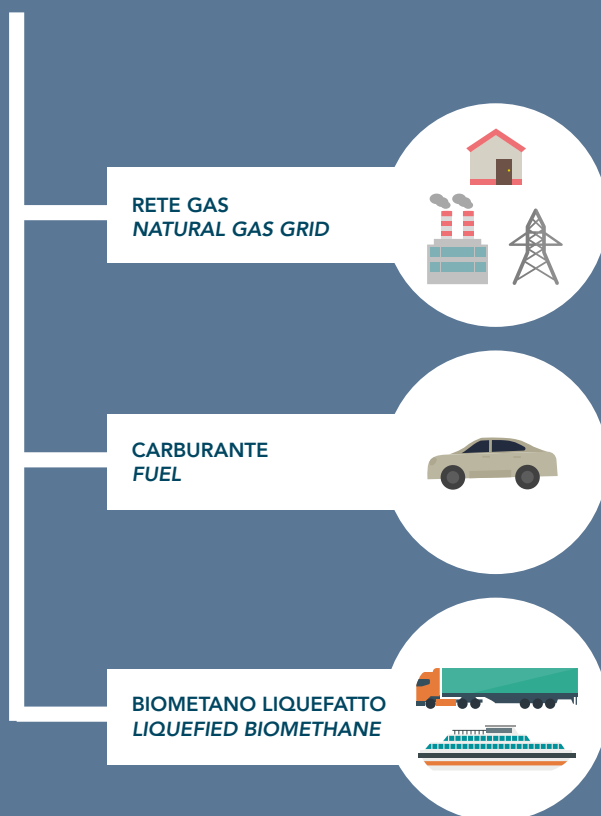 RETE GAS
NATURAL GAS GRID
CARBURANTE
FUEL
BIOMETANO LIQUEFATTO
LIQUEFIED BIOMETHANE